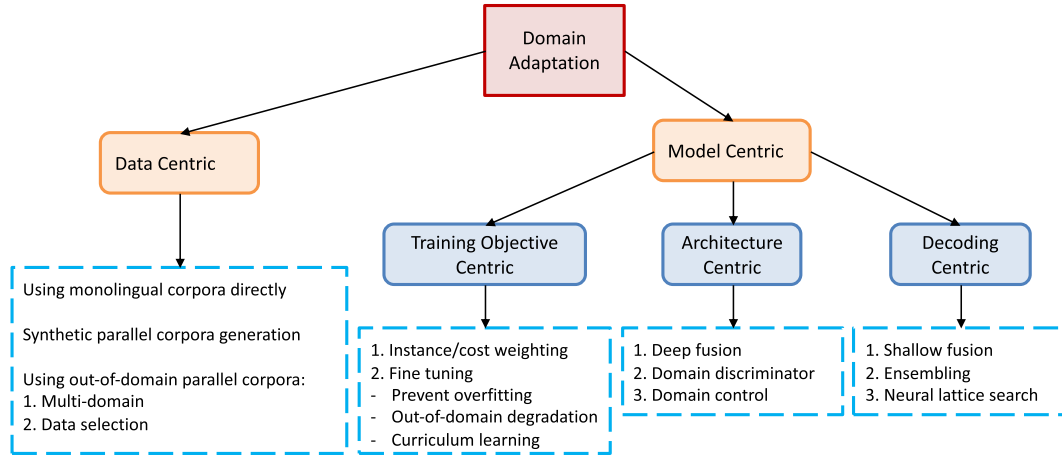 Domain
Adaptation
Data Centric
Model Centric
Training Objective
Centric
Architecture
Centric
Decoding
Centric
Using monolingual corpora directly
Synthetic parallel corpora generation
Using out-of-domain parallel corpora:
1. Multi-domain
2. Data selection
1. Instance/cost weighting
2. Fine tuning
- Prevent overfitting
- Out-of-domain degradation
- Curriculum learning
1. Deep fusion
2. Domain discriminator
3. Domain control
1. Shallow fusion
2. Ensembling
3. Neural lattice search